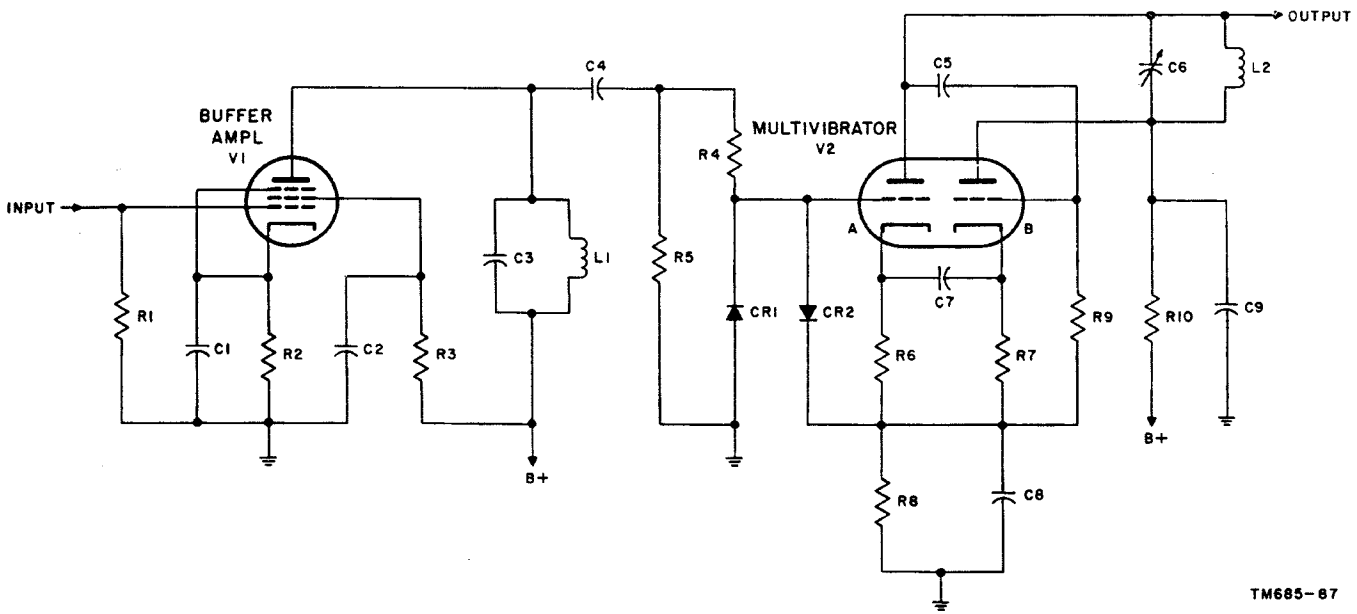 OUTPUT
C4
C5
C6
L2
BUFFER
AMPL
V1
MULTIVIBRATOR
V2
R4
INPUT
A
B
C3
L1
R5
C7
R1
C1
R2
C2
R3
CR1
CR2
R6
R7
R9
R10
C9
B+
B+
R8
C8
TM685-87